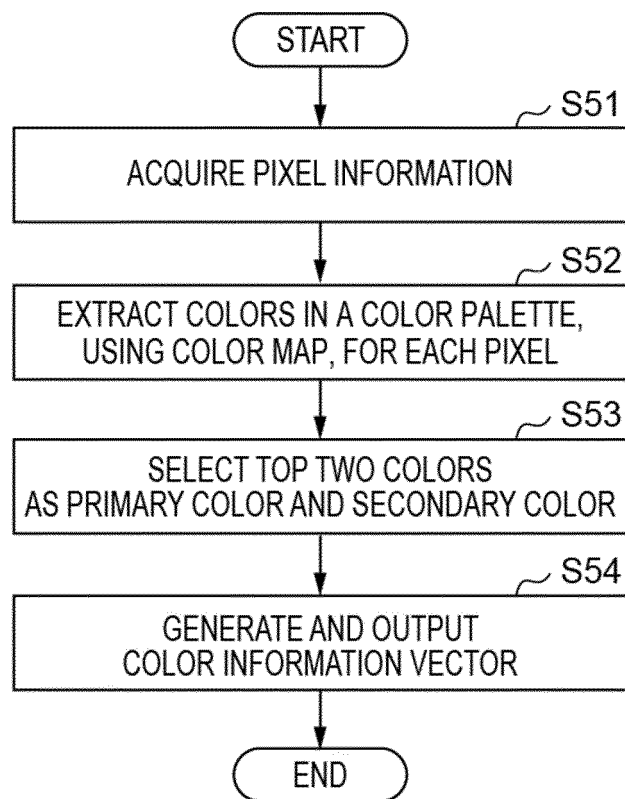 START
S51
ACQUIRE PIXEL INFORMATION
S52
EXTRACT COLORS IN A COLOR PALETTE,
USING COLOR MAP, FOR EACH PIXEL
S53
SELECT TOP TWO COLORS
AS PRIMARY COLOR AND SECONDARY COLOR
S54
GENERATE AND OUTPUT
COLOR INFORMATION VECTOR
END